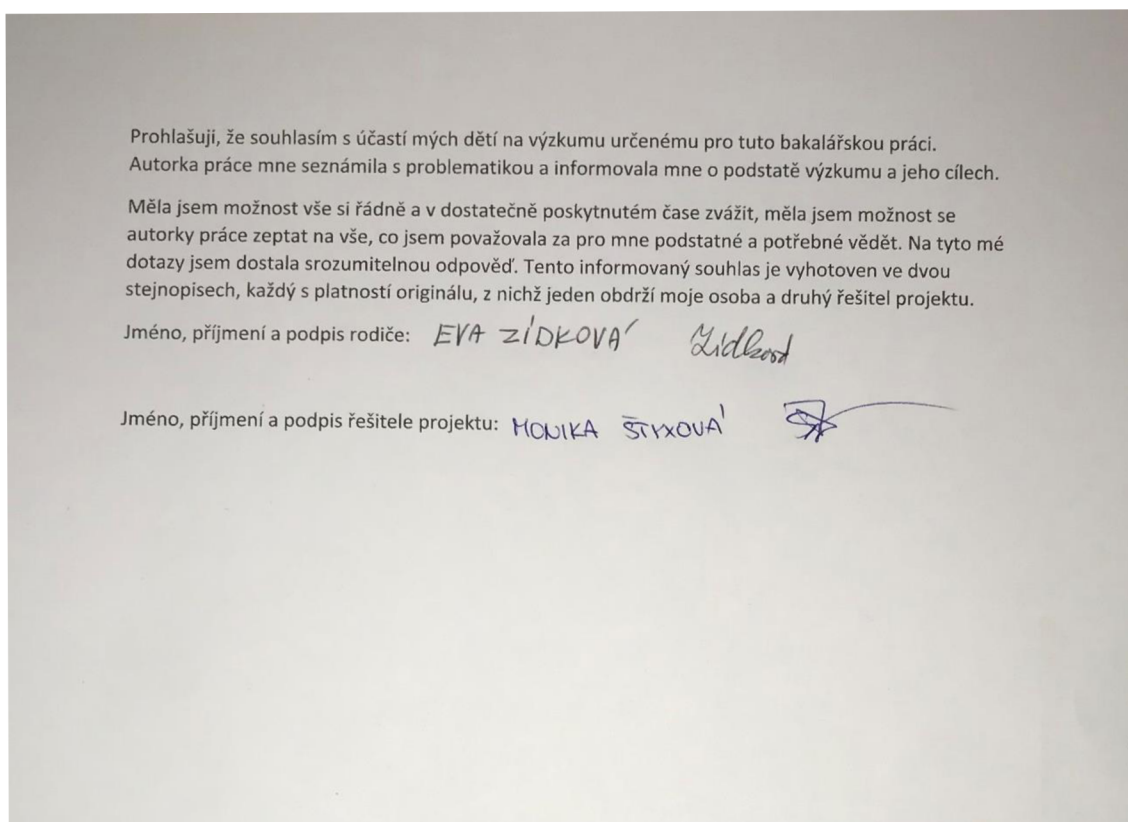 Prohlašuji, že souhlasím s účastí mých dětí na výzkumu určenému pro tuto bakalářskou práci.
Autorka práce mne seznámila s problematikou a informovala mne o podstatě výzkumu a jeho cílech.
Měla jsem možnost vše si řádně a v dostatečně poskytnutém čase zvážit, měla jsem možnost se
autorky práce zeptat na vše, co jsem považovala za pro mne podstatné a potřebné vědět. Na tyto mé
dotazy jsem dostala srozumitelnou odpověď. Tento informovaný souhlas je vyhotoven ve dvou
stejnopisech, každý s platností originálu, z nichž jeden obdrží moje osoba a druhý řešitel projektu.
Jméno, příjmení a podpis rodiče: EVA ZÍDKOVÁ Zídková
Jméno, příjmení a podpis řešitele projektu: MONIKA ŠTYXOVÁ